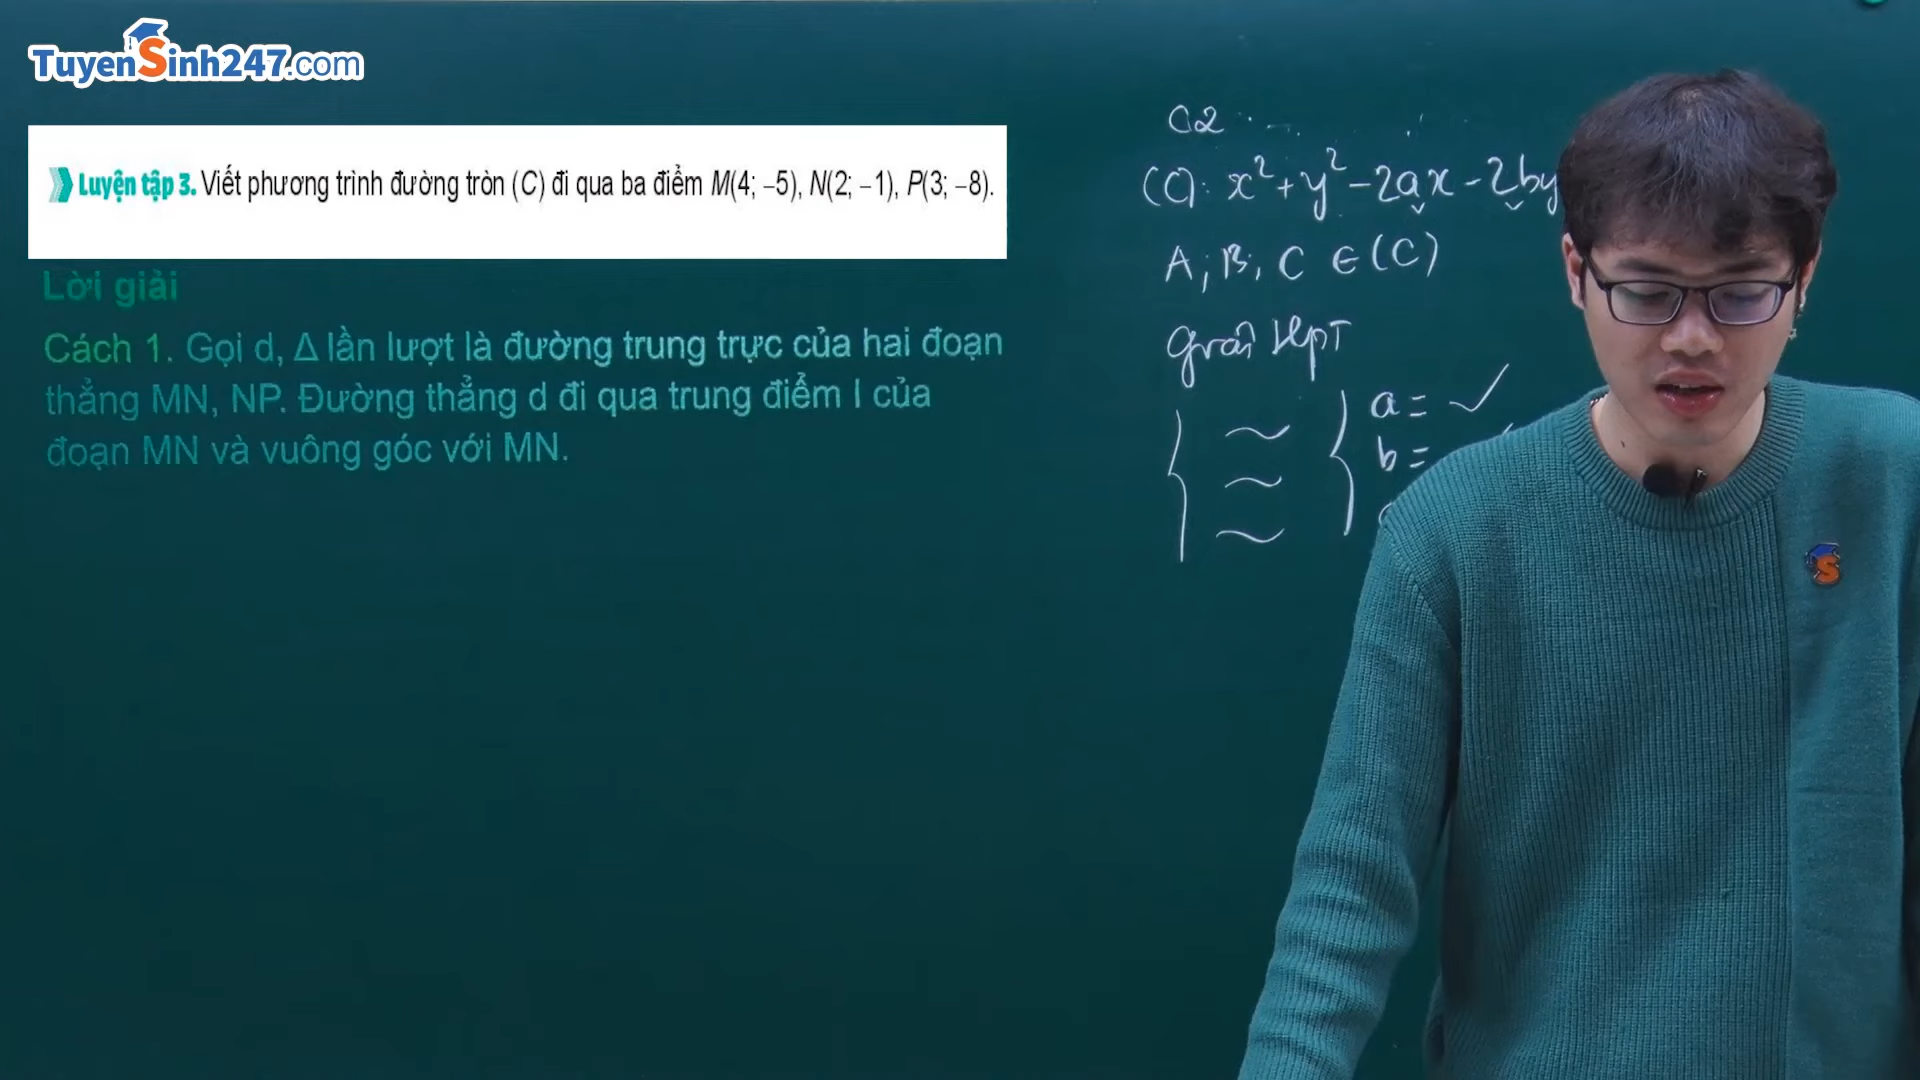 TuyenSinh247.com
Luyện tập 3. Viết phương trình đường tròn (C) đi qua ba điểm M(4; –5), N(2; –1), P(3; –8).
Lời giải
Cách 1. Gọi d, Δ lần lượt là đường trung trực của hai đoạn
thẳng MN, NP. Đường thẳng d đi qua trung điểm I của
đoạn MN và vuông góc với MN.
C2
(C): x² + y² – 2ax – 2by
A; B; C ∈ (C)
giải Hpt
a = ✓
b =
S